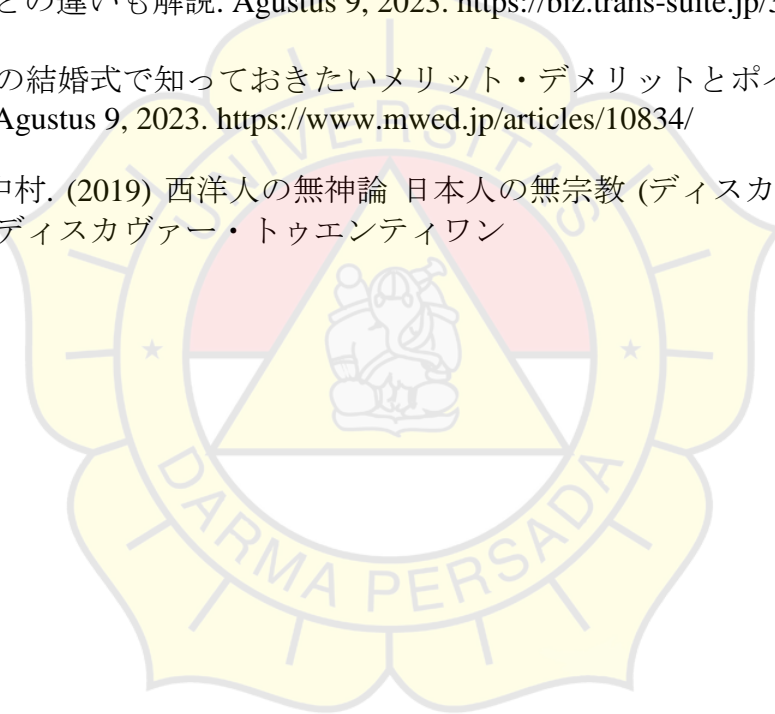 との違いも解説. Agustus 9, 2023. https://biz.trans-suite.jp/
の結婚式で知っておきたいメリット・デメリットとポイ
Agustus 9, 2023. https://www.mwed.jp/articles/10834/
中村. (2019) 西洋人の無神論 日本人の無宗教 (ディスカ
ディスカヴァー・トゥエンティワン
UNIVERSITAS
DARMA PERSADA